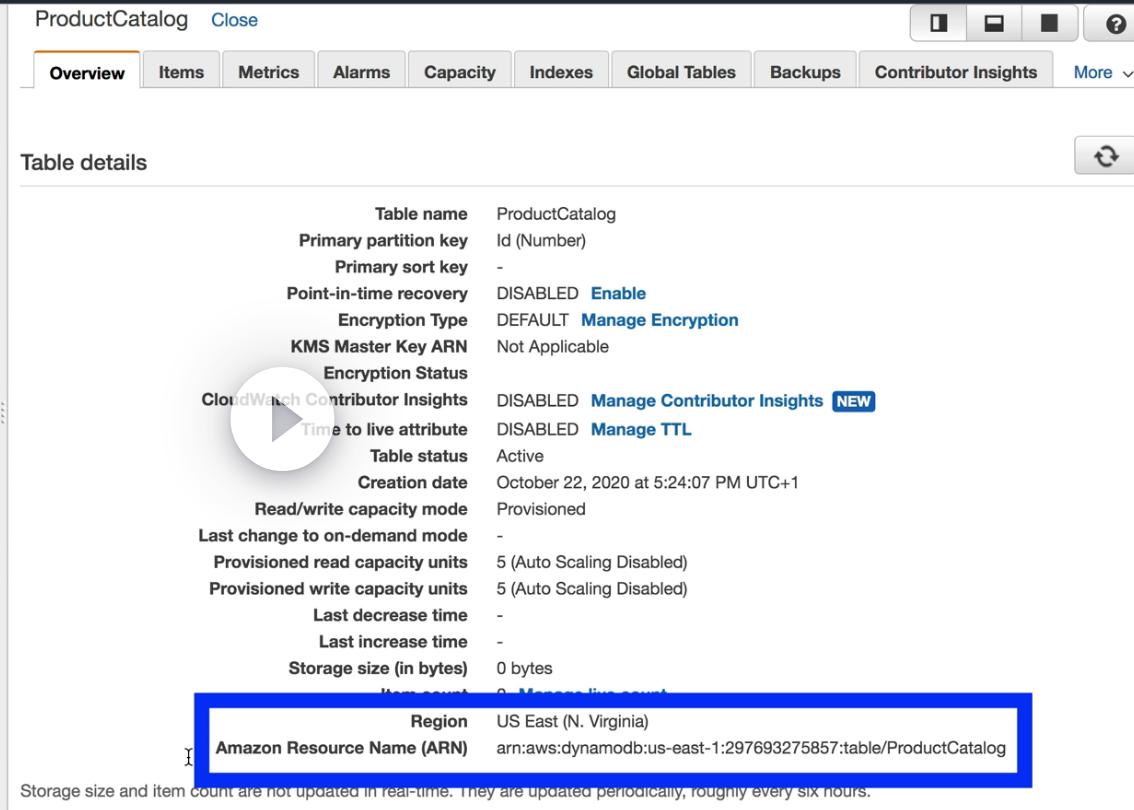 ProductCatalog Close
Overview Items Metrics Alarms Capacity Indexes Global Tables Backups Contributor Insights More
Table details
Table name ProductCatalog
Primary partition key Id (Number)
Primary sort key -
Point-in-time recovery DISABLED Enable
Encryption Type DEFAULT Manage Encryption
KMS Master Key ARN Not Applicable
Encryption Status
CloudWatch Contributor Insights DISABLED Manage Contributor Insights NEW
Time to live attribute DISABLED Manage TTL
Table status Active
Creation date October 22, 2020 at 5:24:07 PM UTC+1
Read/write capacity mode Provisioned
Last change to on-demand mode -
Provisioned read capacity units 5 (Auto Scaling Disabled)
Provisioned write capacity units 5 (Auto Scaling Disabled)
Last decrease time -
Last increase time -
Storage size (in bytes) 0 bytes
Item count 0 Manage live count
Region US East (N. Virginia)
Amazon Resource Name (ARN) arn:aws:dynamodb:us-east-1:297693275857:table/ProductCatalog
Storage size and item count are not updated in real-time. They are updated periodically, roughly every six hours.